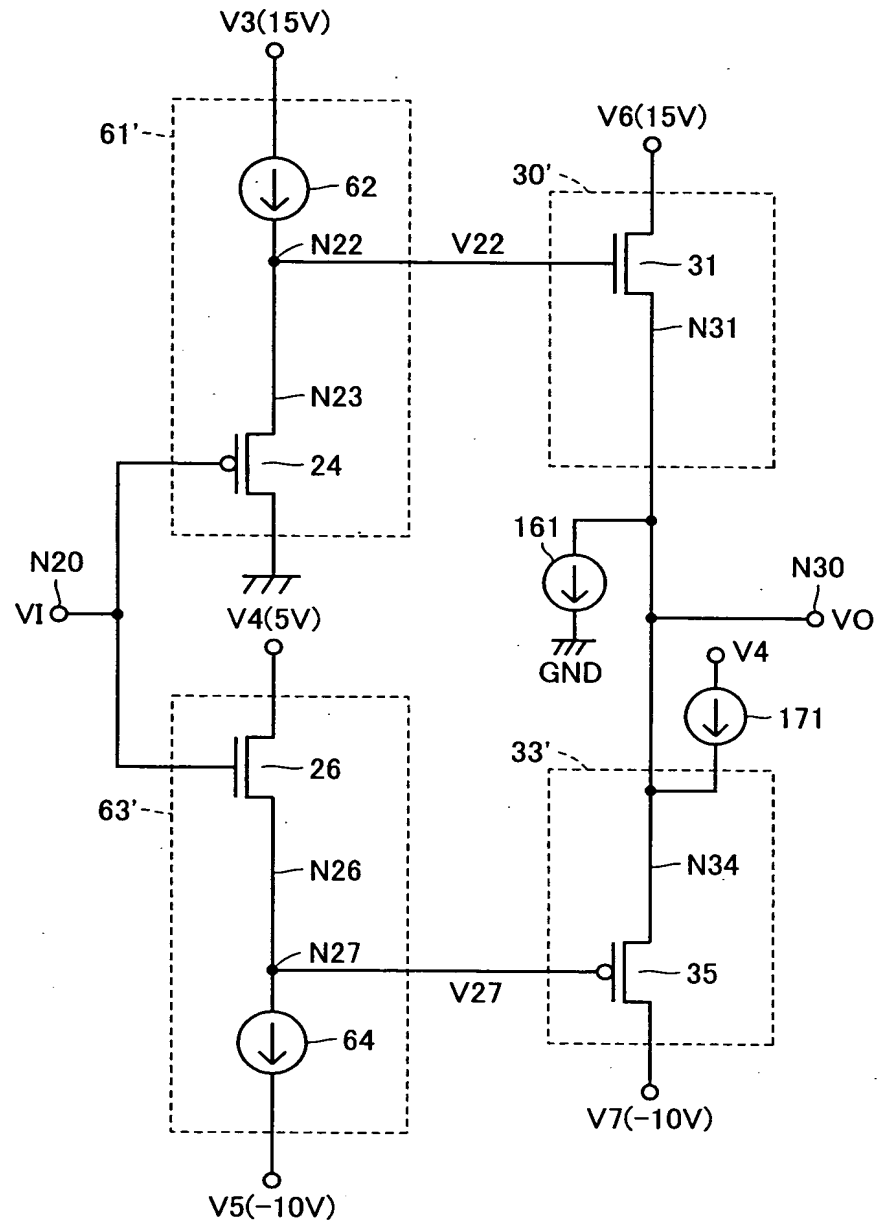 V3(15V)
61'
62
V6(15V)
30'
N22
V22
31
N31
N23
24
161
N20
VI
V4(5V)
GND
N30
VO
V4
171
26
33'
63'
N26
N34
N27
V27
35
64
V7(-10V)
V5(-10V)